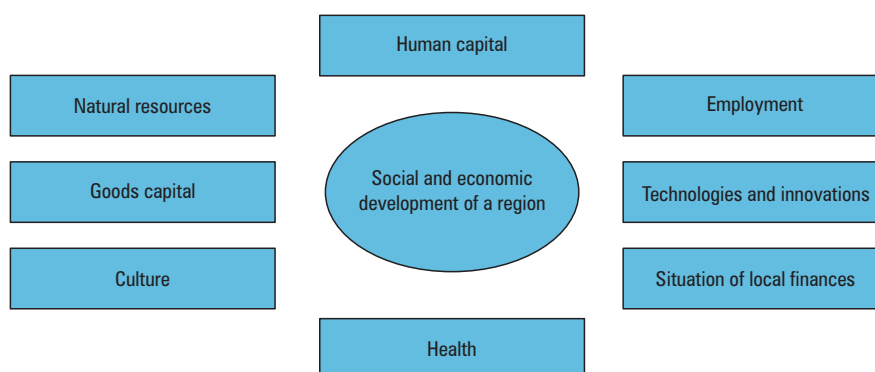 Human capital
Natural resources
Employment
Social and economic
development of a region
Goods capital
Technologies and innovations
Culture
Situation of local finances
Health